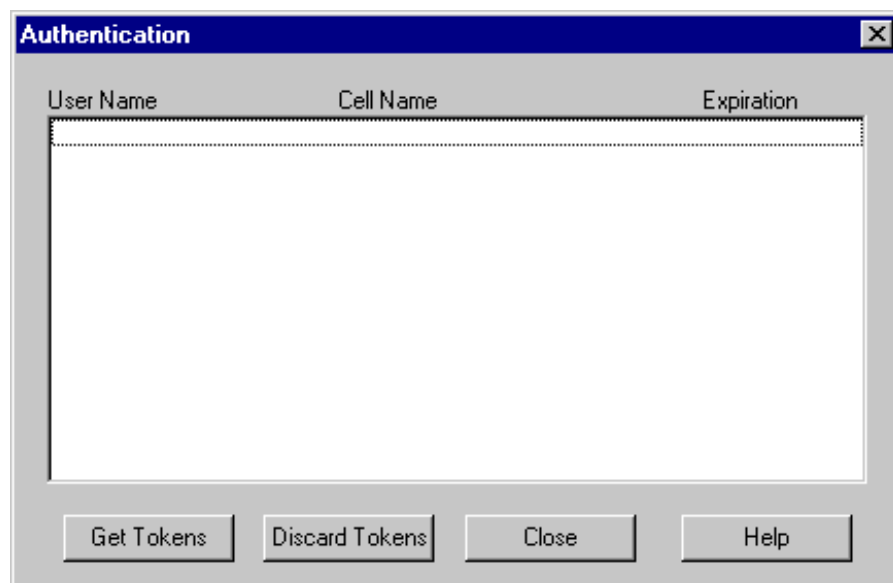 Authentication
User Name Cell Name Expiration
Get Tokens Discard Tokens Close Help